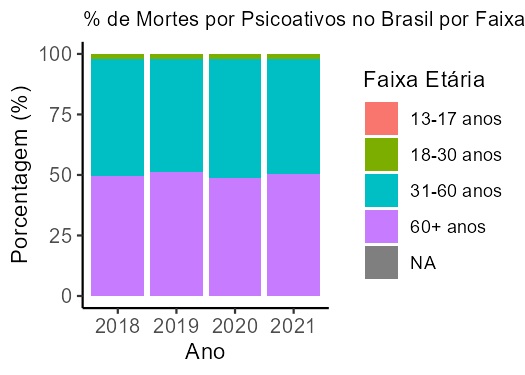 % de Mortes por Psicoativos no Brasil por Faixa
100
75
50
25
0
Porcentagem (%)
2018 2019 2020 2021
Ano
Faixa Etária
13-17 anos
18-30 anos
31-60 anos
60+ anos
NA